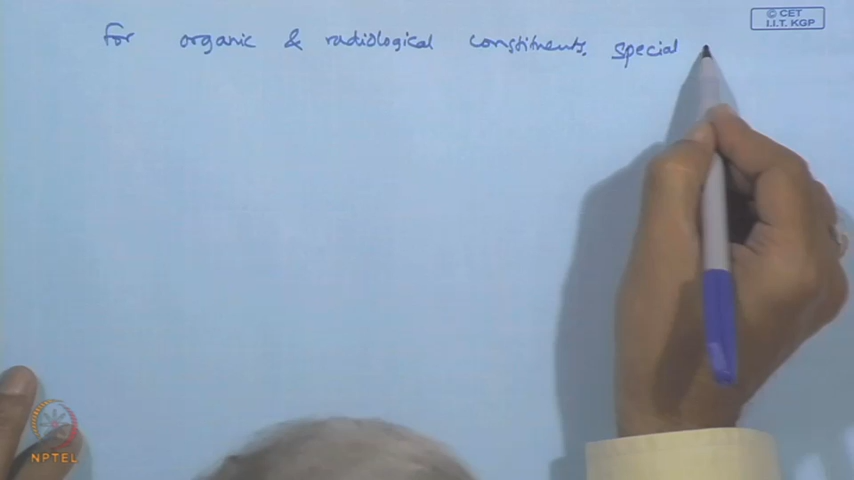 © CET
I.I.T. KGP
for organic & radiological constituents. special
NPTEL